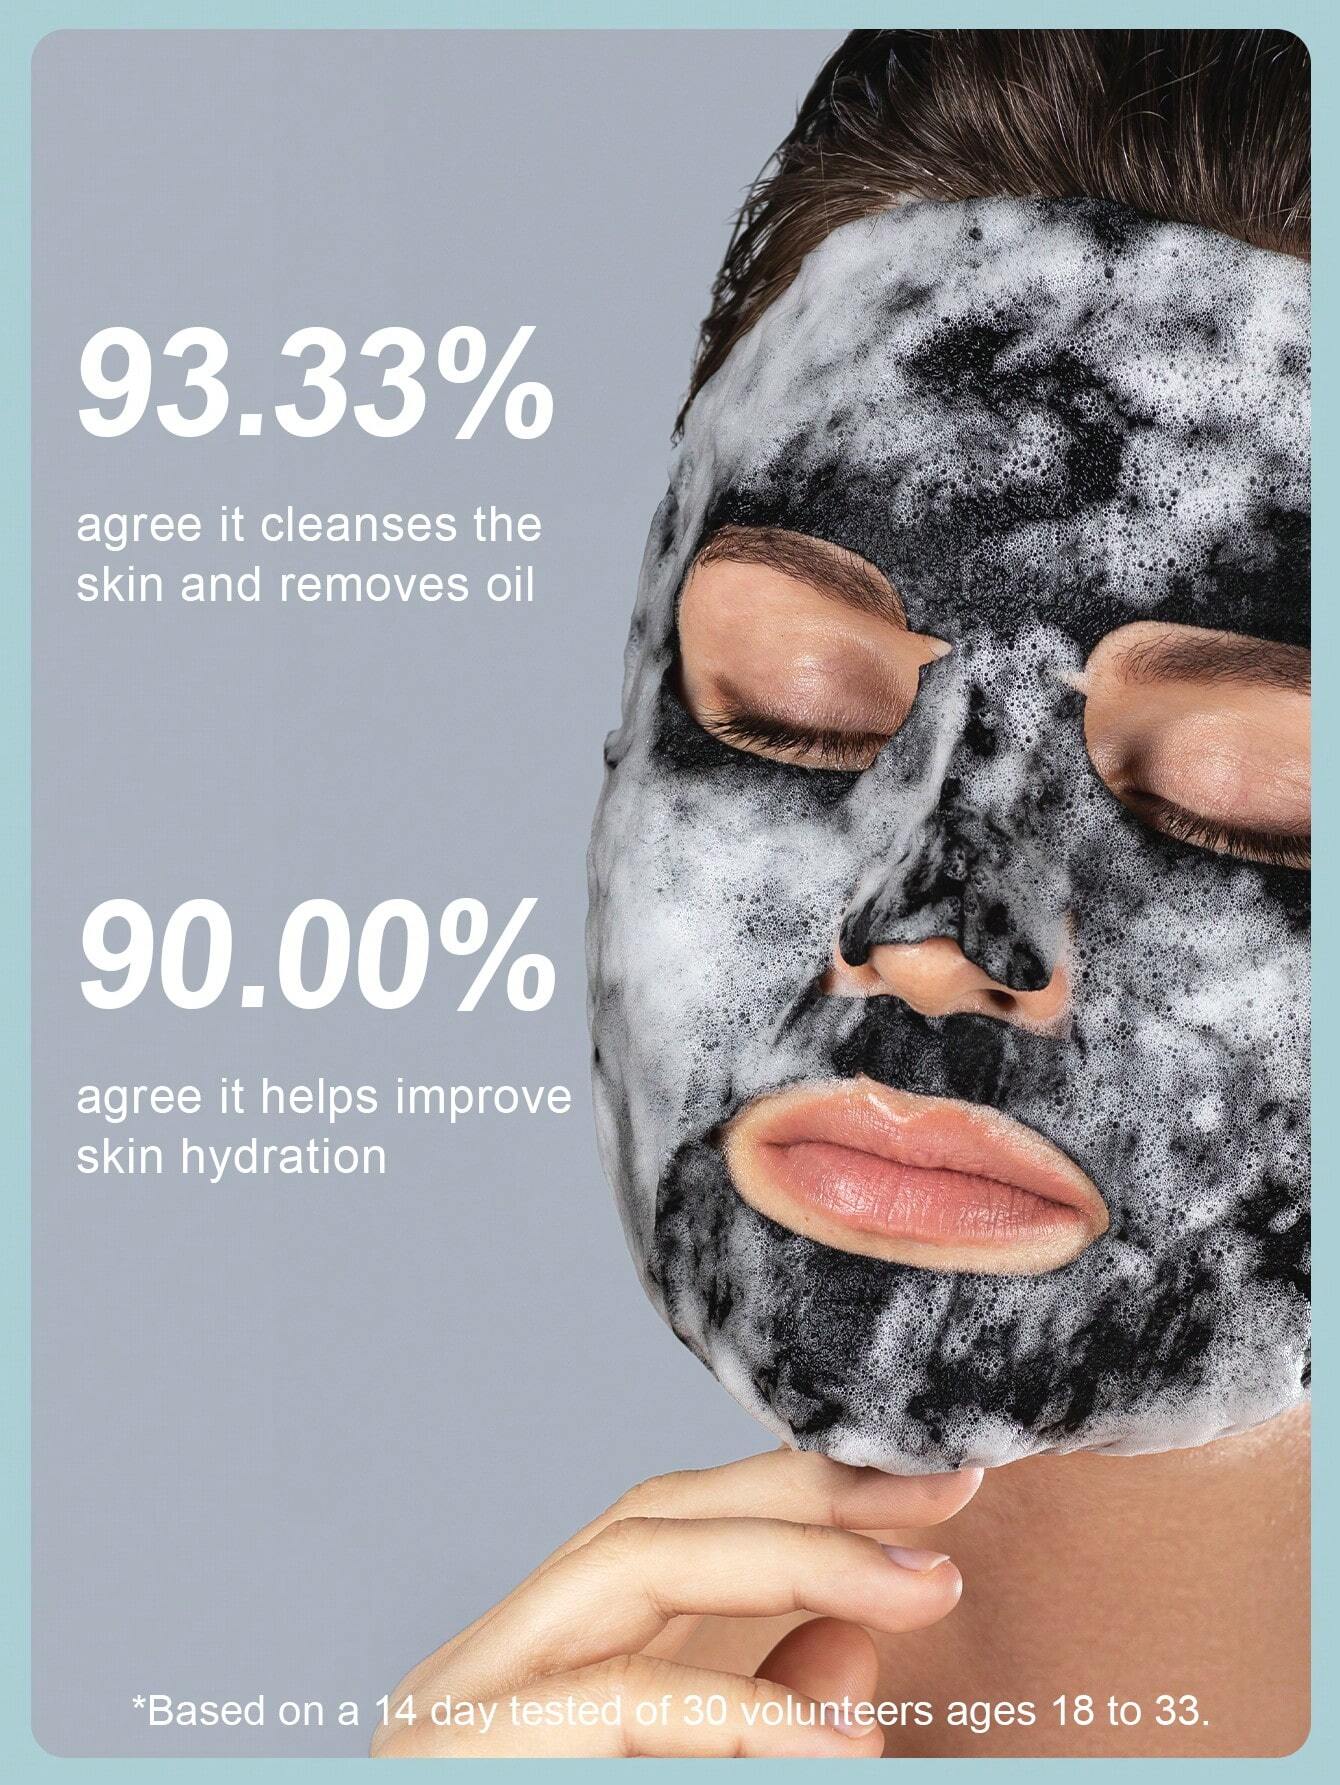 93.33%
agree it cleanses the
skin and removes oil
90.00%
agree it helps improve
skin hydration
*Based on a 14 day tested of 30 volunteers ages 18 to 33.